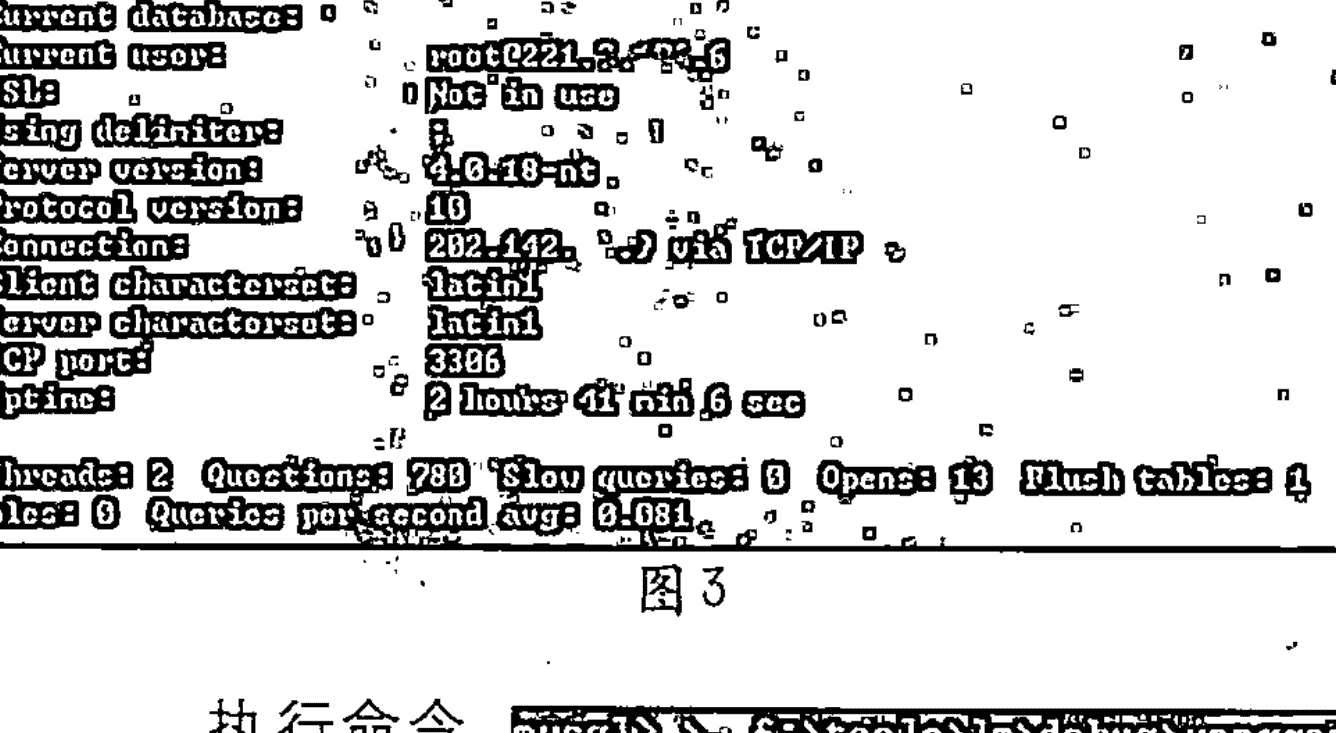 Current database:
Current user: root@221.
SL: Not in use
sing delimiter: ;
erver version: 4.0.18-nt
rotocol version: 10
onnection: 202.142. via TCP/IP
lient characterset: latin1
erver characterset: latin1
CP port: 3306
ptime: 2 hours 41 min 6 sec
hreads: 2 Questions: 780 Slow queries: 0 Opens: 13 Flush tables: 1
les: 0 Queries per second avg: 0.081
图 3
执行命令